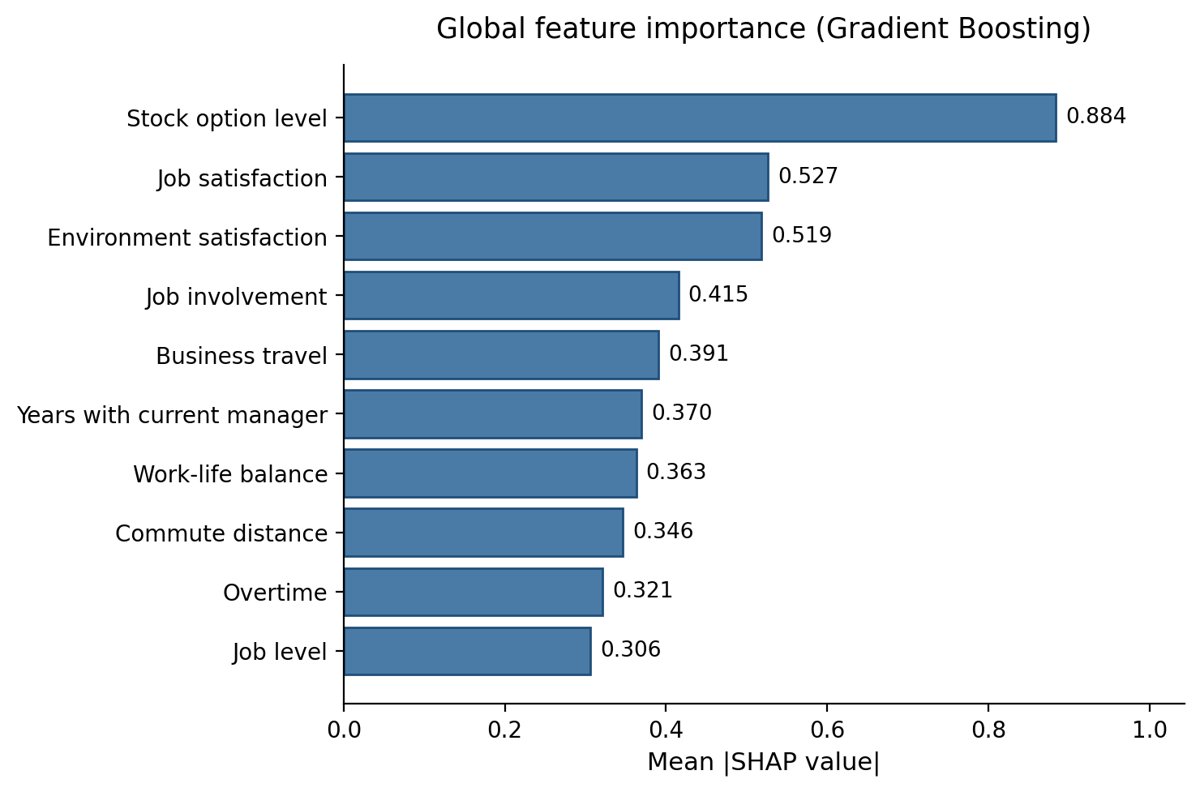 Global feature importance (Gradient Boosting)
Stock option level 0.884
Job satisfaction 0.527
Environment satisfaction 0.519
Job involvement 0.415
Business travel 0.391
Years with current manager 0.370
Work-life balance 0.363
Commute distance 0.346
Overtime 0.321
Job level 0.306
0.0 0.2 0.4 0.6 0.8 1.0
Mean |SHAP value|